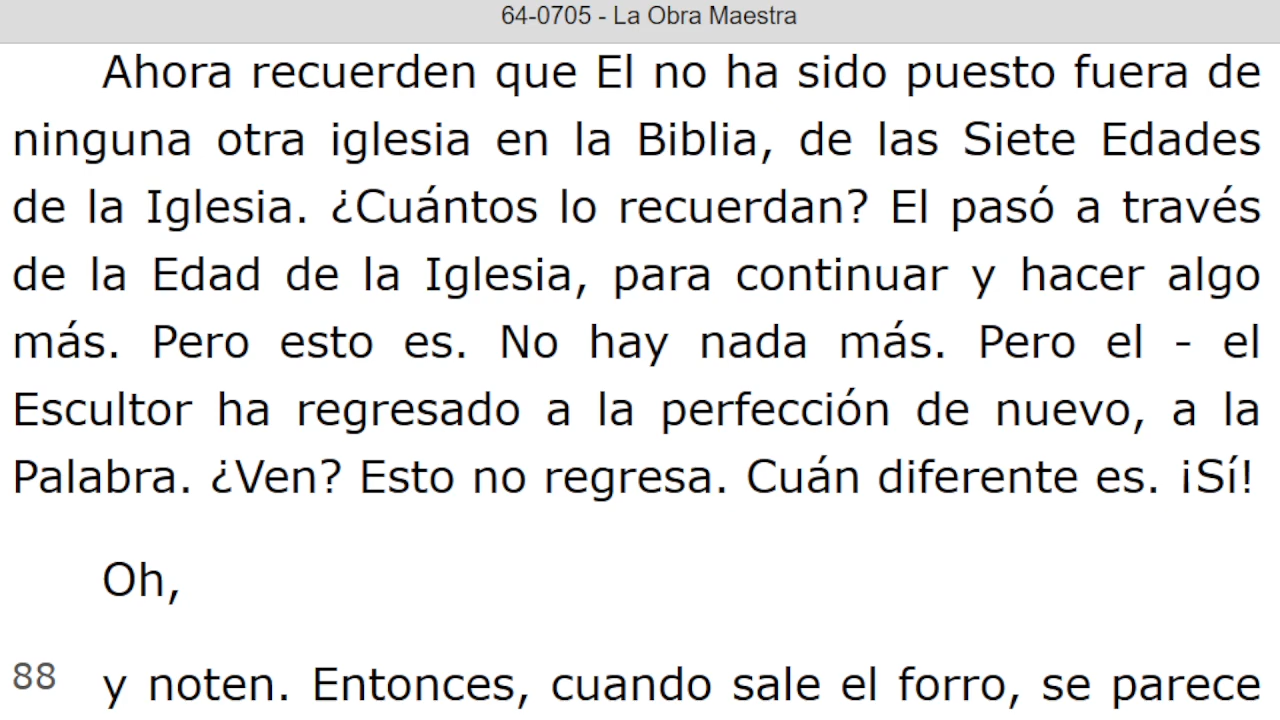 64-0705 - La Obra Maestra
Ahora recuerden que El no ha sido puesto fuera de
ninguna otra iglesia en la Biblia, de las Siete Edades
de la Iglesia. ¿Cuántos lo recuerdan? El pasó a través
de la Edad de la Iglesia, para continuar y hacer algo
más. Pero esto es. No hay nada más. Pero el - el
Escultor ha regresado a la perfección de nuevo, a la
Palabra. ¿Ven? Esto no regresa. Cuán diferente es. ¡Sí!
Oh,
88 y noten. Entonces, cuando sale el forro, se parece